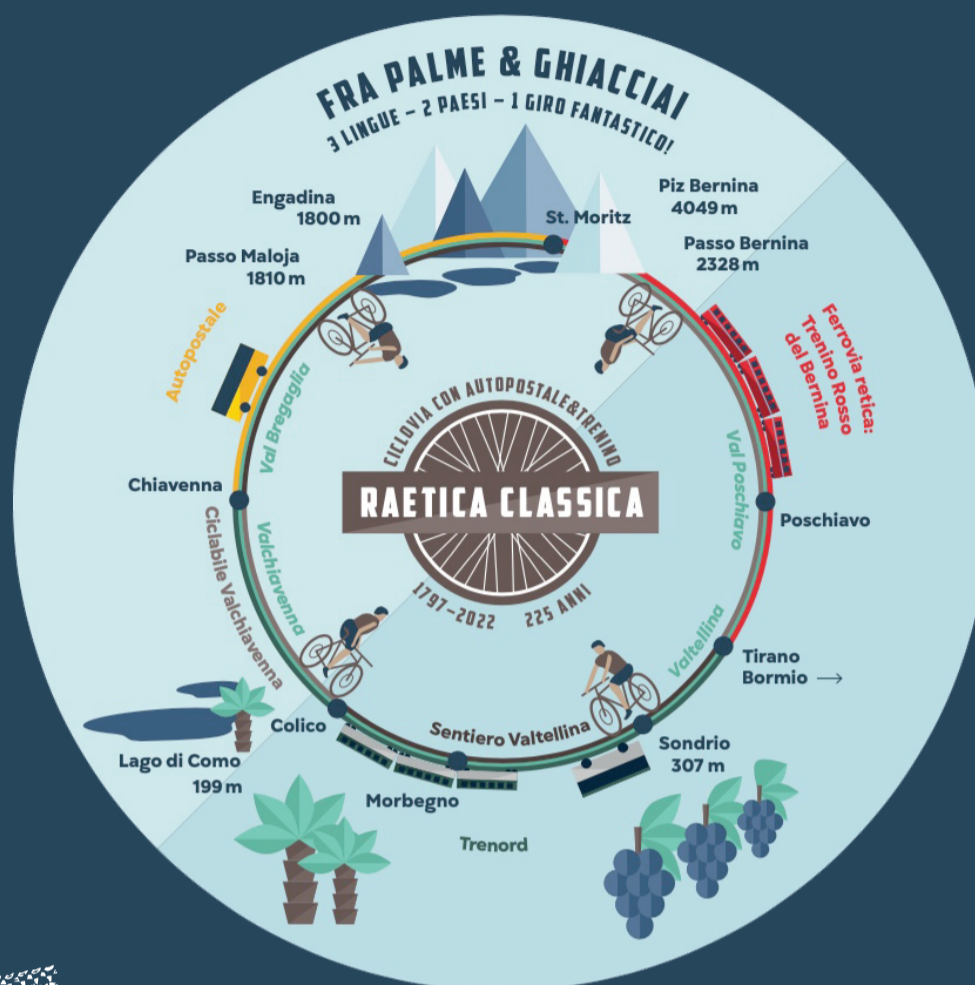 FRA PALME & GHIACCIAI
3 LINGUE – 2 PAESI – 1 GIRO FANTASTICO!
Engadina
1800 m
Piz Bernina
4049 m
St. Moritz
Passo Maloja
1810 m
Passo Bernina
2328 m
Autopostale
Ferrovia retica:
Trenino Rosso
del Bernina
Val Bregaglia
CICLOVIA CON AUTOPOSTALE&TRENINO
RAETICA CLASSICA
1797–2022 225 ANNI
Val Poschiavo
Chiavenna
Poschiavo
Ciclabile Valchiavenna
Valchiavenna
Valtellina
Tirano
Bormio →
Colico
Sentiero Valtellina
Sondrio
307 m
Lago di Como
199 m
Morbegno
Trenord